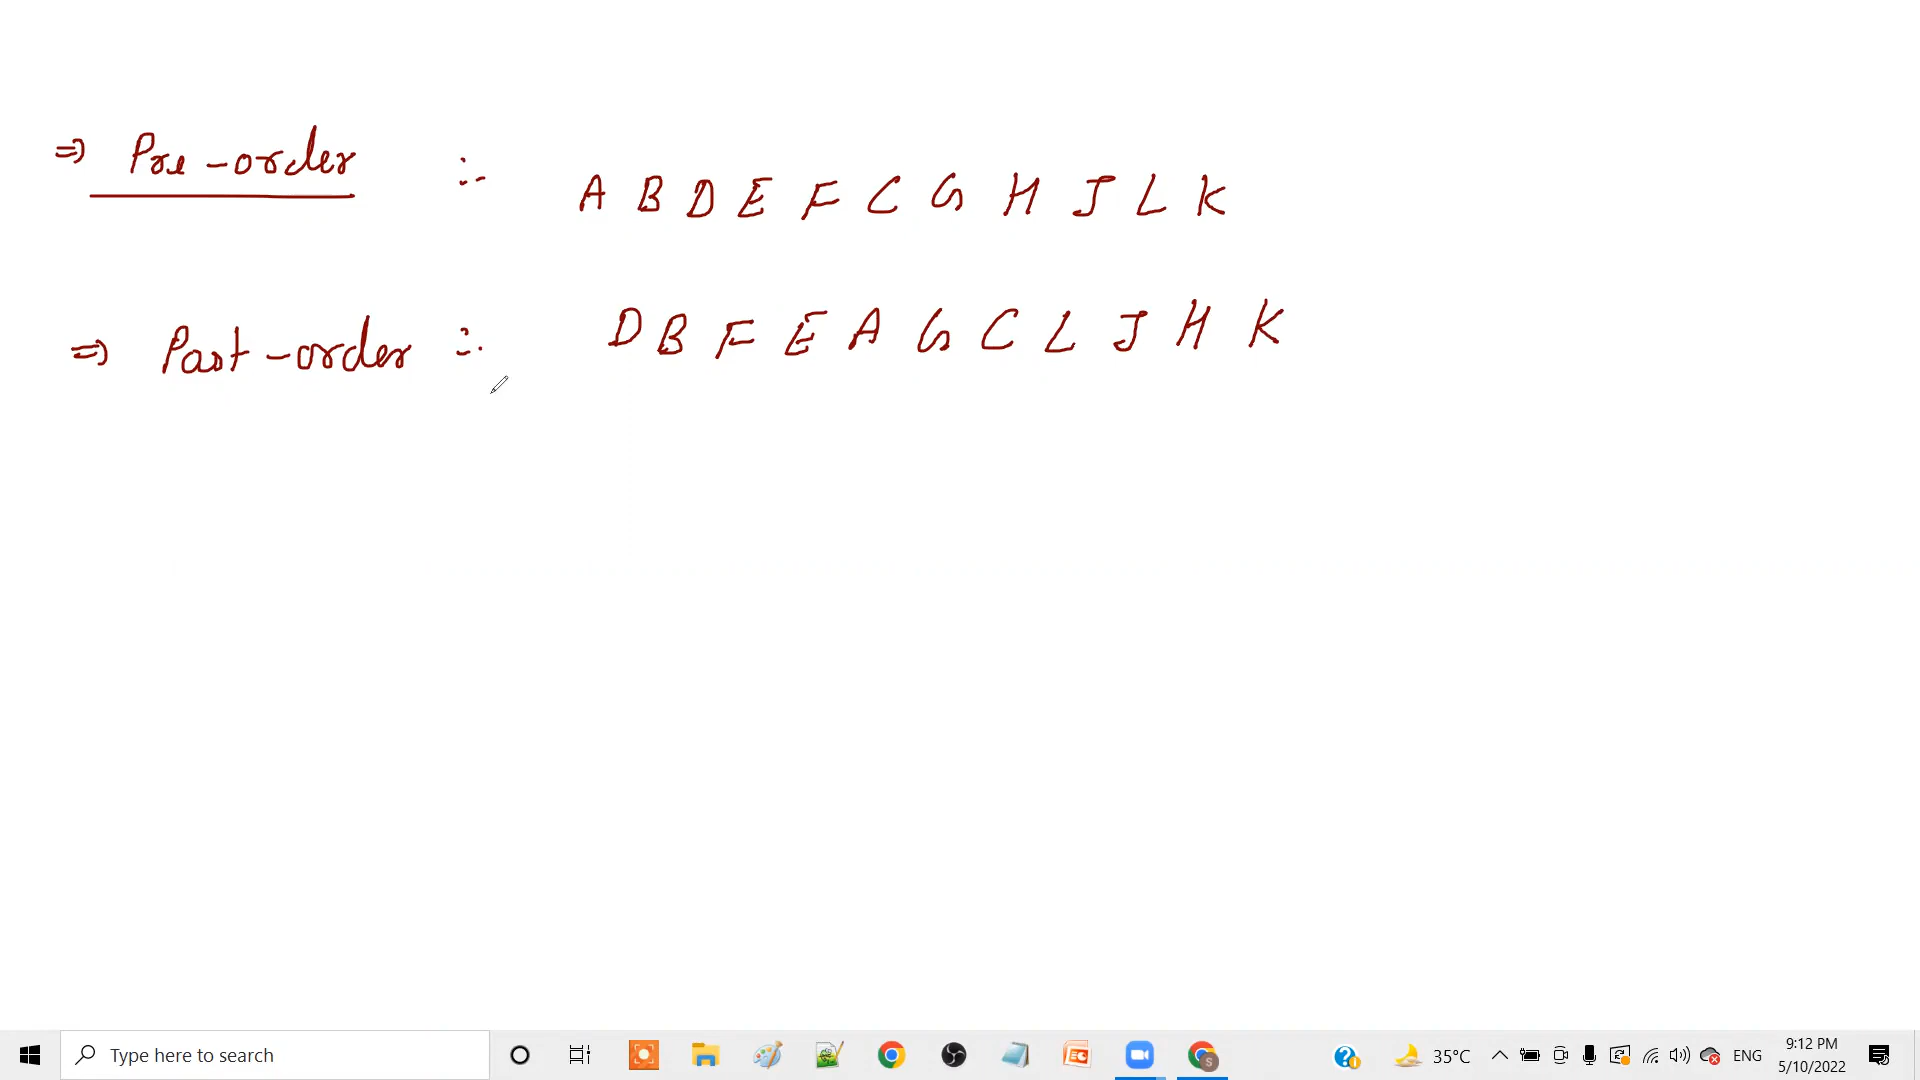 ⇒ Pre-order :- A B D E F C G H J L K
⇒ Post-order :- D B F E A G C L J H K
Type here to search
35°C
ENG
9:12 PM
5/10/2022